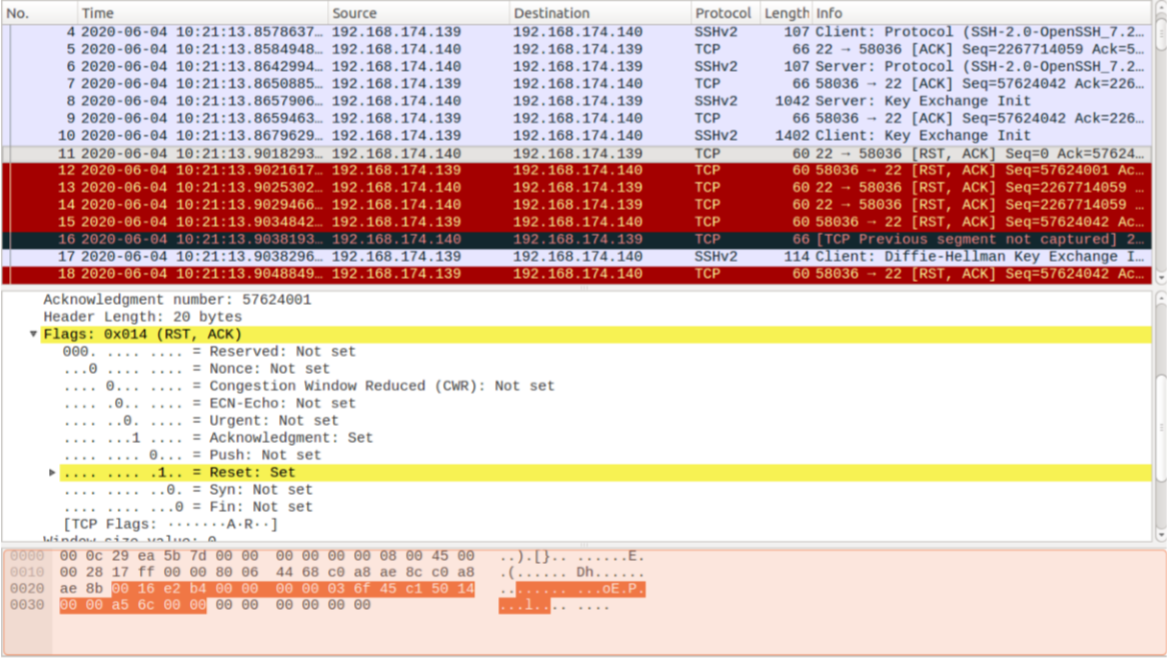 No. Time Source Destination Protocol Length Info
4 2020-06-04 10:21:13.8578637… 192.168.174.139 192.168.174.140 SSHv2 107 Client: Protocol (SSH-2.0-OpenSSH_7.2…
5 2020-06-04 10:21:13.8584948… 192.168.174.140 192.168.174.139 TCP 66 22 → 58036 [ACK] Seq=2267714059 Ack=5…
6 2020-06-04 10:21:13.8642994… 192.168.174.140 192.168.174.139 SSHv2 107 Server: Protocol (SSH-2.0-OpenSSH_7.2…
7 2020-06-04 10:21:13.8650885… 192.168.174.139 192.168.174.140 TCP 66 58036 → 22 [ACK] Seq=57624042 Ack=226…
8 2020-06-04 10:21:13.8657906… 192.168.174.140 192.168.174.139 SSHv2 1042 Server: Key Exchange Init
9 2020-06-04 10:21:13.8659463… 192.168.174.139 192.168.174.140 TCP 66 58036 → 22 [ACK] Seq=57624042 Ack=226…
10 2020-06-04 10:21:13.8679629… 192.168.174.139 192.168.174.140 SSHv2 1402 Client: Key Exchange Init
11 2020-06-04 10:21:13.9018293… 192.168.174.140 192.168.174.139 TCP 60 22 → 58036 [RST, ACK] Seq=0 Ack=57624…
12 2020-06-04 10:21:13.9021617… 192.168.174.139 192.168.174.140 TCP 60 58036 → 22 [RST, ACK] Seq=57624001 Ac…
13 2020-06-04 10:21:13.9025302… 192.168.174.140 192.168.174.139 TCP 60 22 → 58036 [RST, ACK] Seq=2267714059 …
14 2020-06-04 10:21:13.9029466… 192.168.174.140 192.168.174.139 TCP 60 22 → 58036 [RST, ACK] Seq=2267714059 …
15 2020-06-04 10:21:13.9034842… 192.168.174.139 192.168.174.140 TCP 60 58036 → 22 [RST, ACK] Seq=57624042 Ac…
16 2020-06-04 10:21:13.9038193… 192.168.174.140 192.168.174.139 TCP 66 [TCP Previous segment not captured] 2…
17 2020-06-04 10:21:13.9038296… 192.168.174.139 192.168.174.140 SSHv2 114 Client: Diffie-Hellman Key Exchange I…
18 2020-06-04 10:21:13.9048849… 192.168.174.139 192.168.174.140 TCP 60 58036 → 22 [RST, ACK] Seq=57624042 Ac…
Acknowledgment number: 57624001
Header Length: 20 bytes
Flags: 0x014 (RST, ACK)
000. .... .... = Reserved: Not set
...0 .... .... = Nonce: Not set
.... 0... .... = Congestion Window Reduced (CWR): Not set
.... .0.. .... = ECN-Echo: Not set
.... ..0. .... = Urgent: Not set
.... ...1 .... = Acknowledgment: Set
.... .... 0... = Push: Not set
.... .... .1.. = Reset: Set
.... .... ..0. = Syn: Not set
.... .... ...0 = Fin: Not set
[TCP Flags: ·······A·R··]
Window size value: 0
0000 00 0c 29 ea 5b 7d 00 00 00 00 00 00 08 00 45 00 ..).[}.. ......E.
0010 00 28 17 ff 00 00 80 06 44 68 c0 a8 ae 8c c0 a8 .(...... Dh......
0020 ae 8b 00 16 e2 b4 00 00 00 00 03 6f 45 c1 50 14 ........ ...oE.P.
0030 00 00 a5 6c 00 00 00 00 00 00 00 00 ...l.... ....